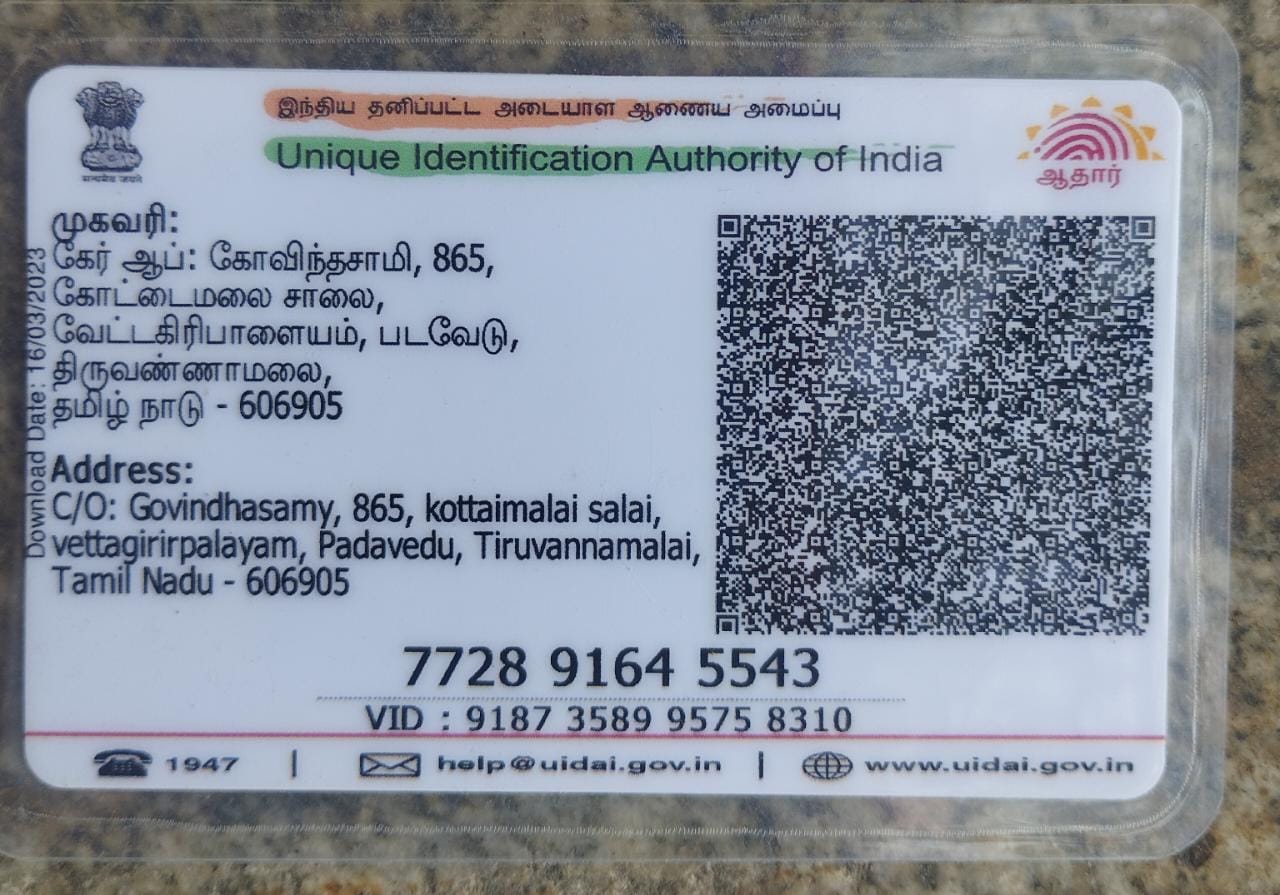 இந்திய தனிப்பட்ட அடையாள ஆணைய அமைப்பு
Unique Identification Authority of India
सत्यमेव जयते
ஆதார்
முகவரி:
கேர் ஆப்: கோவிந்தசாமி, 865,
கோட்டைமலை சாலை,
வேட்டகிரிபாளையம், படவேடு,
திருவண்ணாமலை,
தமிழ் நாடு - 606905
Download Date: 16/03/2023
Address:
C/O: Govindhasamy, 865, kottaimalai salai,
vettagirirpalayam, Padavedu, Tiruvannamalai,
Tamil Nadu - 606905
7728 9164 5543
VID : 9187 3589 9575 8310
1947 | help@uidai.gov.in | www.uidai.gov.in